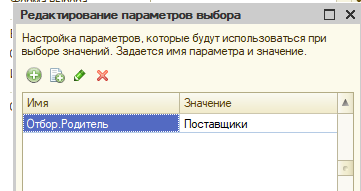 Редактирование параметров выбора
Настройка параметров, которые будут использоваться при
выборе значений. Задается имя параметра и значение.
Имя Значение
Отбор.Родитель Поставщики